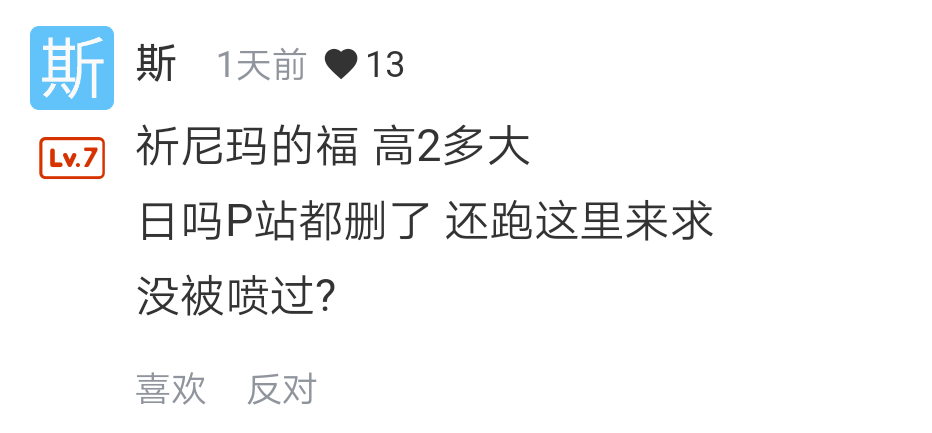 斯
斯 1天前 ♥13
Lv.7
祈尼玛的福 高2多大
日吗P站都删了 还跑这里来求
没被喷过?
喜欢 反对